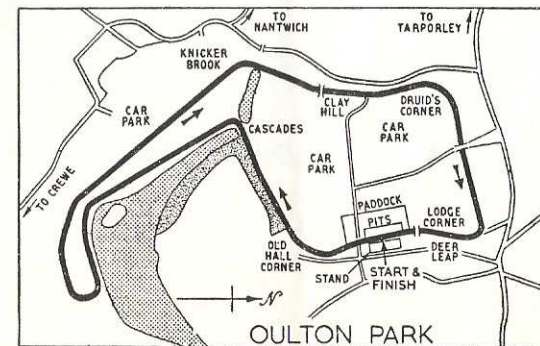 TO
NANTWICH
TO
TARPORLEY
KNICKER
BROOK
CAR
PARK
CLAY
HILL
DRUID'S
CORNER
CASCADES
CAR
PARK
CAR
PARK
TO CREWE
PADDOCK
PITS
LODGE
CORNER
OLD
HALL
CORNER
DEER
LEAP
STAND
START &
FINISH
N
OULTON PARK